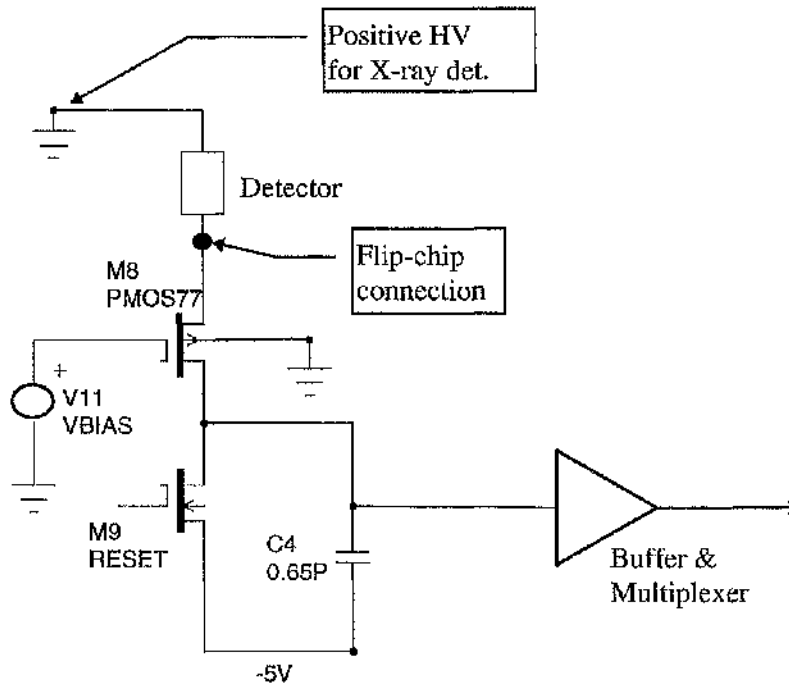 Positive HV
for X-ray det.
Detector
Flip-chip
connection
M8
PMOS77
+
V11
VBIAS
M9
RESET
C4
0.65P
Buffer &
Multiplexer
-5V